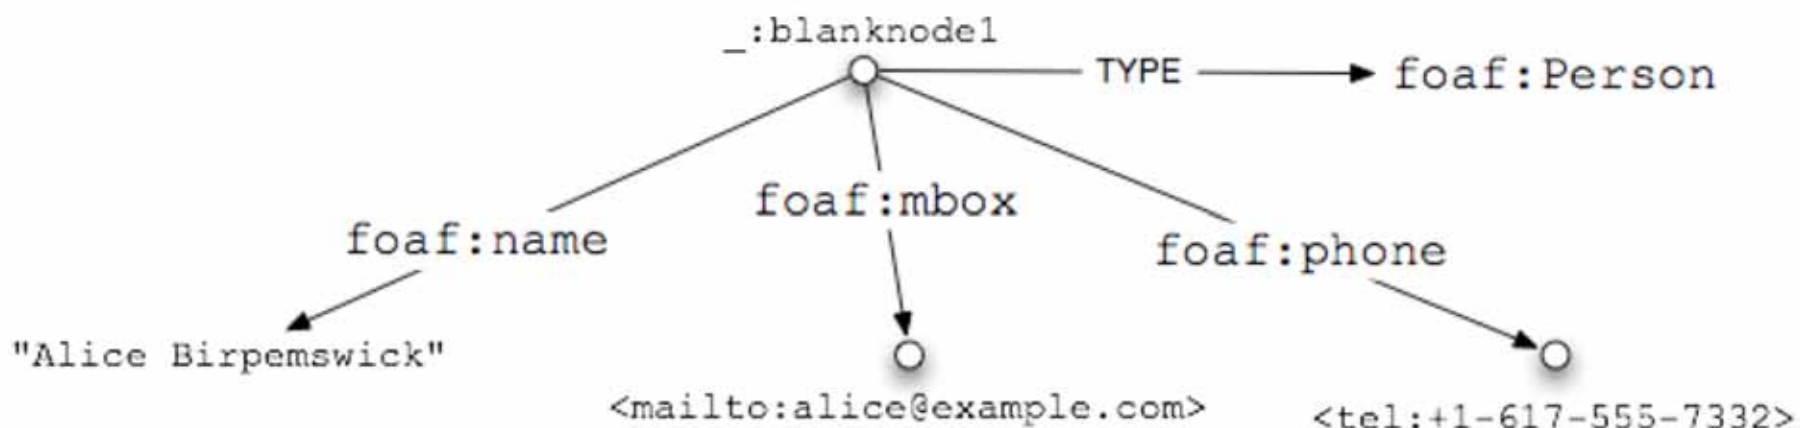 _:blanknode1
TYPE
foaf:Person
foaf:mbox
foaf:name
foaf:phone
"Alice Birpemswick"
<mailto:alice@example.com>
<tel:+1-617-555-7332>